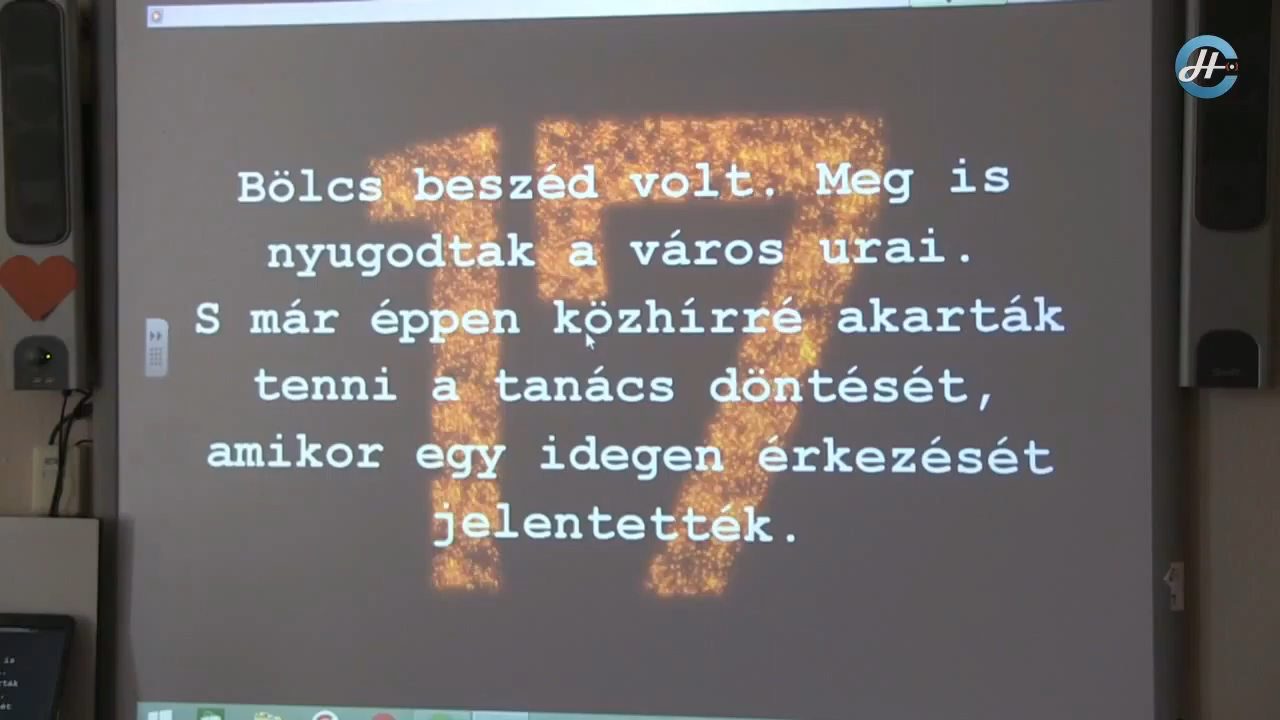 17
Bölcs beszéd volt. Meg is
nyugodtak a város urai.
S már éppen közhírré akarták
tenni a tanács döntését,
amikor egy idegen érkezését
jelentették.